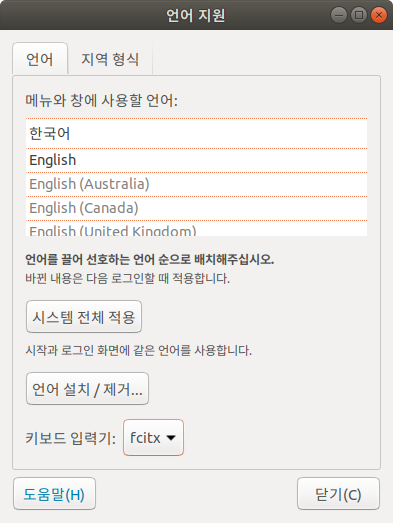 언어 지원
언어 지역 형식
메뉴와 창에 사용할 언어:
한국어
English
English (Australia)
English (Canada)
English (United Kingdom)
언어를 끌어 선호하는 언어 순으로 배치해주십시오.
바뀐 내용은 다음 로그인할 때 적용합니다.
시스템 전체 적용
시작과 로그인 화면에 같은 언어를 사용합니다.
언어 설치 / 제거...
키보드 입력기: fcitx
도움말(H) 닫기(C)